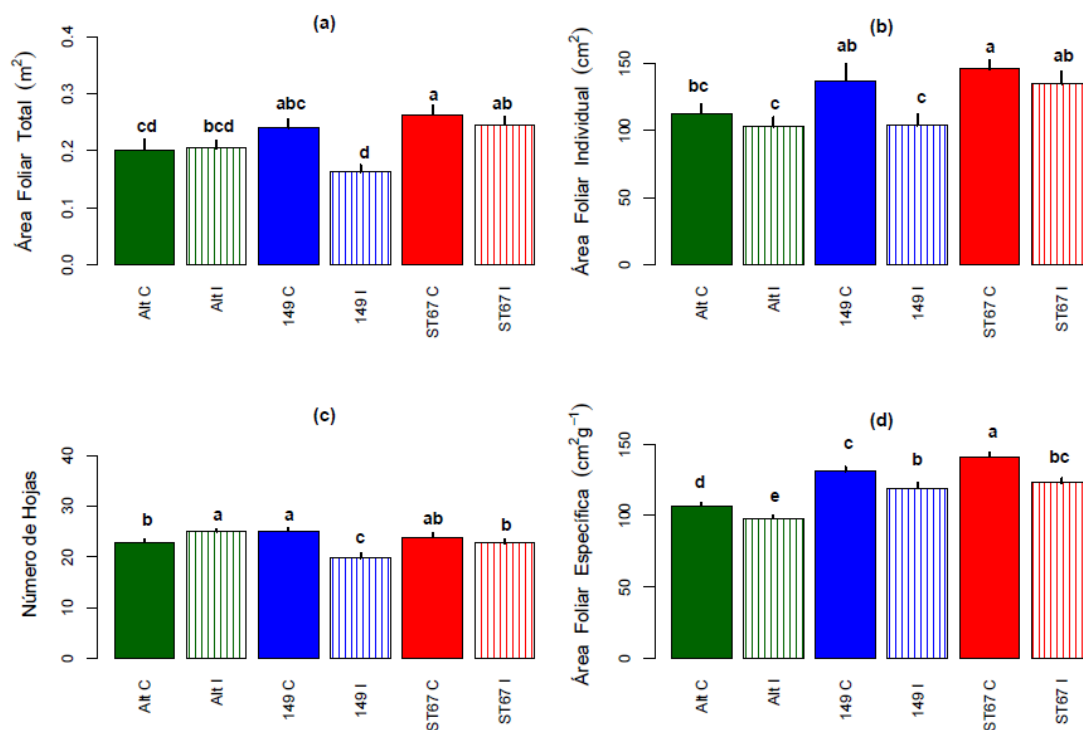 (a)
Área Foliar Total (m²)
0.0 0.1 0.2 0.3 0.4
cd bcd abc d a ab
Alt C Alt I 149 C 149 I ST67 C ST67 I
(b)
Área Foliar Individual (cm²)
0 50 100 150
bc c ab c a ab
Alt C Alt I 149 C 149 I ST67 C ST67 I
(c)
Número de Hojas
0 10 20 30 40
b a a c ab b
Alt C Alt I 149 C 149 I ST67 C ST67 I
(d)
Área Foliar Específica (cm²g⁻¹)
0 50 100 150
d e c b a bc
Alt C Alt I 149 C 149 I ST67 C ST67 I